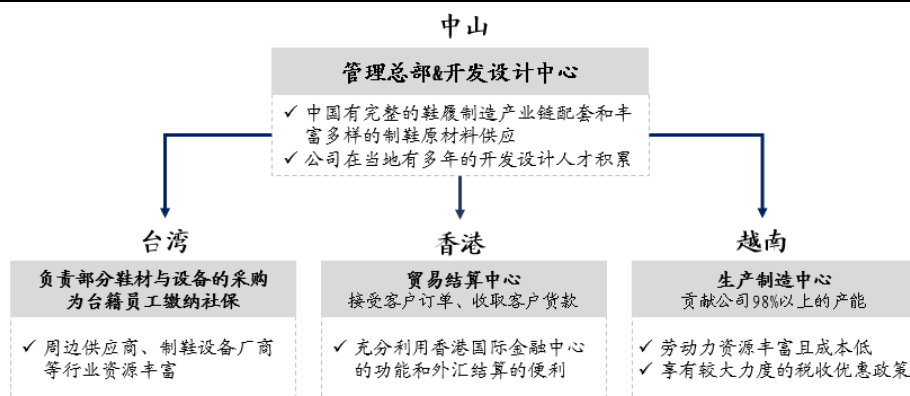 中山
管理总部&开发设计中心
✓ 中国有完整的鞋履制造产业链配套和丰
富多样的制鞋原材料供应
✓ 公司在当地有多年的开发设计人才积累
台湾
负责部分鞋材与设备的采购
为台籍员工缴纳社保
✓ 周边供应商、制鞋设备厂商
等行业资源丰富
香港
贸易结算中心
接受客户订单、收取客户货款
✓ 充分利用香港国际金融中心
的功能和外汇结算的便利
越南
生产制造中心
贡献公司98%以上的产能
✓ 劳动力资源丰富且成本低
✓ 享有较大力度的税收优惠政策